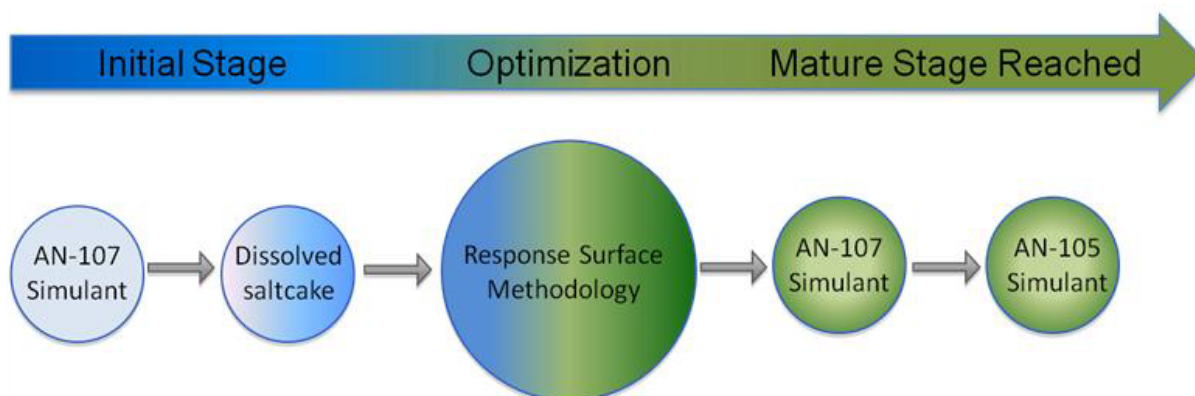 Initial Stage Optimization Mature Stage Reached
AN-107
Simulant
Dissolved
saltcake
Response Surface
Methodology
AN-107
Simulant
AN-105
Simulant